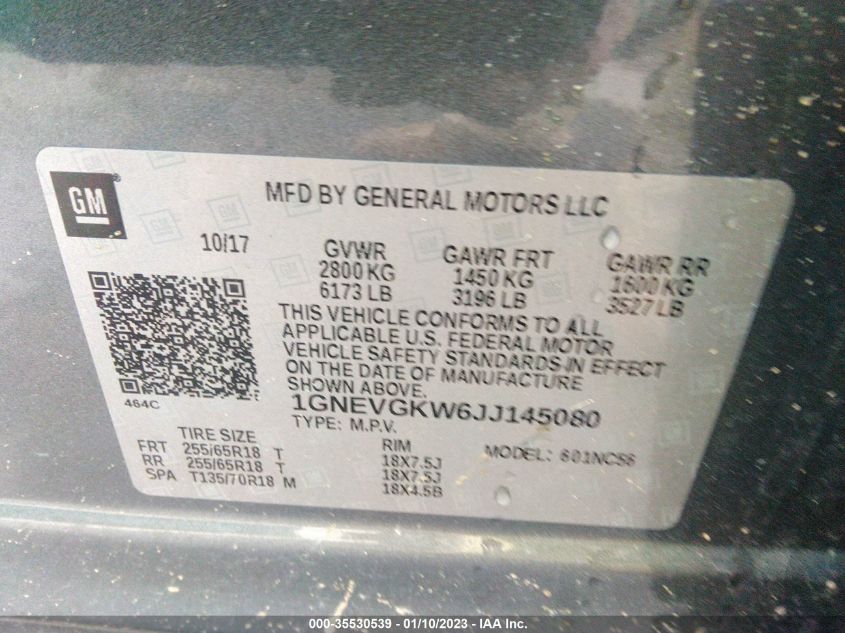 GM
MFD BY GENERAL MOTORS LLC
10/17
GVWR
2800 KG
6173 LB
GAWR FRT
1450 KG
3196 LB
GAWR RR
1600 KG
3527 LB
THIS VEHICLE CONFORMS TO ALL
APPLICABLE U.S. FEDERAL MOTOR
VEHICLE SAFETY STANDARDS IN EFFECT
ON THE DATE OF MANUFACTURE
SHOWN ABOVE.
484C
1GNEVGKW6JJ145080
TYPE: M.P.V.
MODEL: 601NC56
TIRE SIZE
RIM
FRT 255/65R18 T 18X7.5J
RR 255/65R18 T 18X7.5J
SPA T135/70R18 M 18X4.5B
000-35530539 - 01/10/2023 - IAA Inc.